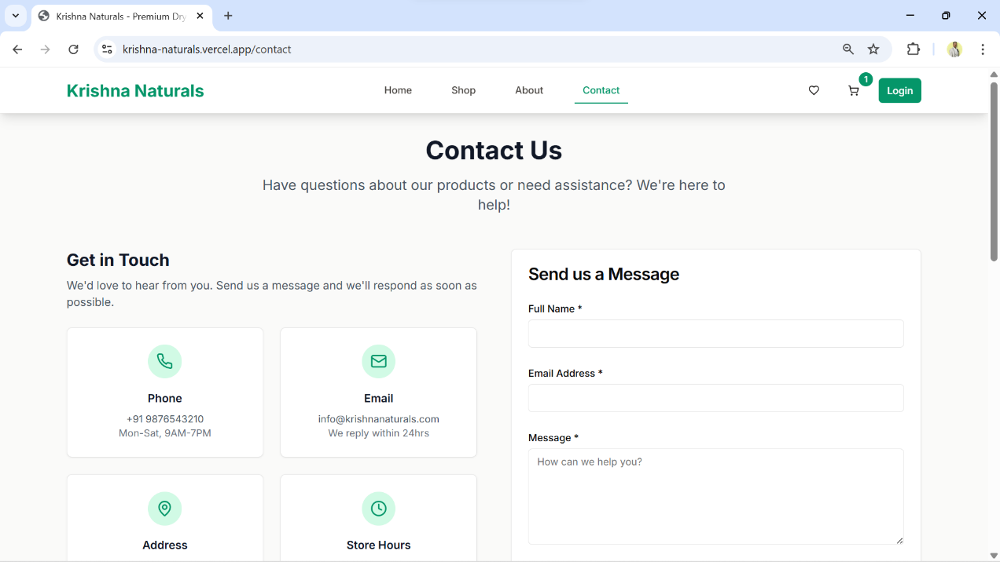 Krishna Naturals - Premium Dry
krishna-naturals.vercel.app/contact
Krishna Naturals
Home
Shop
About
Contact
1
Login
Contact Us
Have questions about our products or need assistance? We're here to
help!
Get in Touch
We'd love to hear from you. Send us a message and we'll respond as soon as
possible.
Phone
+91 9876543210
Mon-Sat, 9AM-7PM
Email
info@krishnanaturals.com
We reply within 24hrs
Address
Store Hours
Send us a Message
Full Name *
Email Address *
Message *
How can we help you?